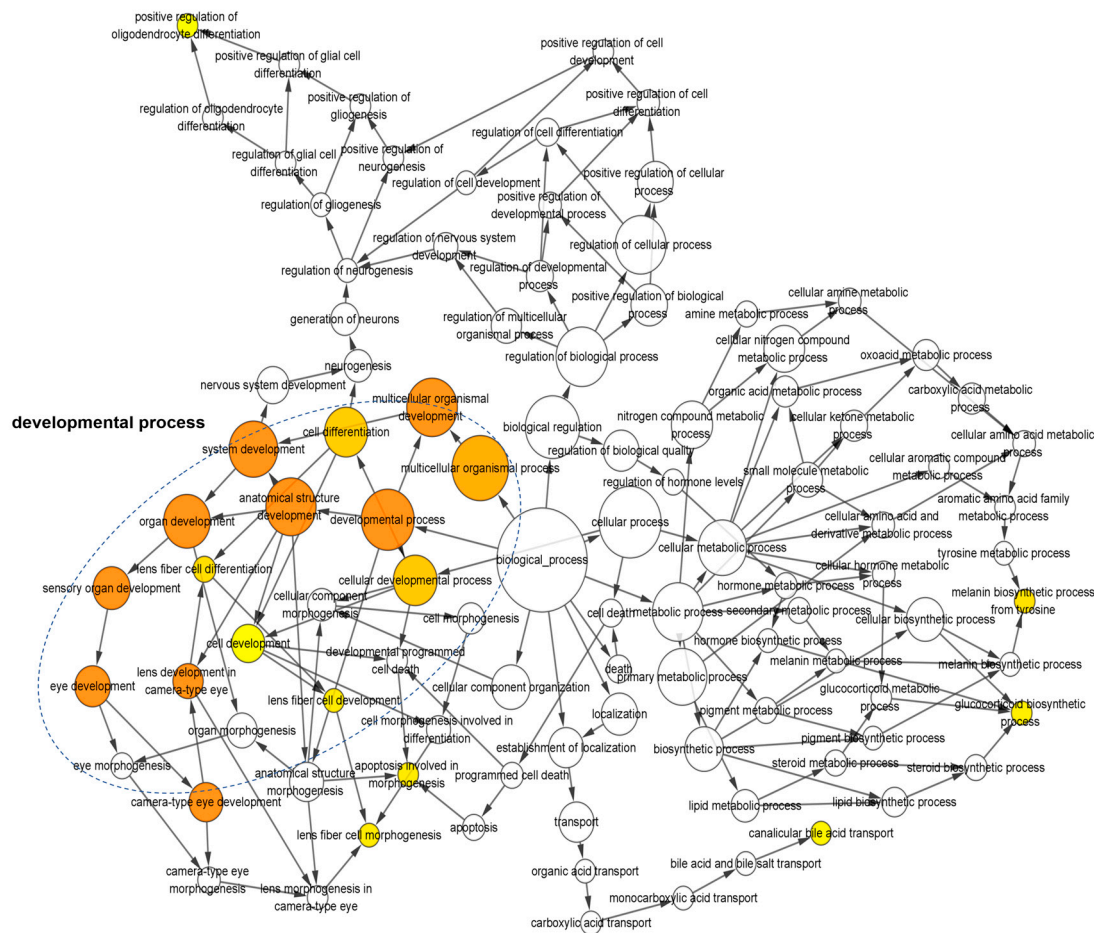 positive regulation of
oligodendrocyte differentiation
positive regulation of glial cell
differentiation
positive regulation of cell
development
regulation of oligodendrocyte
differentiation
positive regulation of
gliogenesis
positive regulation of cell
differentiation
regulation of cell differentiation
regulation of glial cell
differentiation
positive regulation of
neurogenesis
regulation of cell development
positive regulation of cellular
process
regulation of gliogenesis
positive regulation of
developmental process
regulation of nervous system
development
regulation of cellular process
regulation of neurogenesis
regulation of developmental
process
positive regulation of biological
process
cellular amine metabolic
process
amine metabolic process
generation of neurons
regulation of multicellular
organismal process
cellular nitrogen compound
metabolic process
regulation of biological process
oxoacid metabolic process
neurogenesis
nervous system development
organic acid metabolic process
carboxylic acid metabolic
process
multicellular organismal
development
developmental process
cell differentiation
nitrogen compound metabolic
process
cellular ketone metabolic
process
biological regulation
cellular amino acid metabolic
process
system development
regulation of biological quality
cellular aromatic compound
metabolic process
multicellular organismal process
small molecule metabolic
process
regulation of hormone levels
anatomical structure
development
aromatic amino acid family
metabolic process
organ development
developmental process
cellular process
cellular amino acid and
derivative metabolic process
biological_process
cellular metabolic process
tyrosine metabolic process
lens fiber differentiation
cellular hormone metabolic
process
sensory organ development
cellular developmental process
hormone metabolic process
melanin biosynthetic process
from tyrosine
cellular component
morphogenesis
cell morphogenesis
cell death
metabolic process
secondary metabolic process
cellular biosynthetic process
cell development
hormone biosynthetic process
developmental programmed
cell death
melanin metabolic process
melanin biosynthetic process
death
primary metabolic process
eye development
lens development in
camera-type eye
cellular component organization
lens fiber cell development
glucocorticoid metabolic
process
glucocorticoid biosynthetic
process
localization
pigment metabolic process
organ morphogenesis
cell morphogenesis involved in
differentiation
establishment of localization
biosynthetic process
pigment biosynthetic process
eye morphogenesis
anatomical structure
morphogenesis
apoptosis involved in
morphogenesis
programmed cell death
steroid metabolic process
steroid biosynthetic process
camera-type eye development
lipid metabolic process
lipid biosynthetic process
lens fiber cell morphogenesis
apoptosis
transport
canalicular bile acid transport
camera-type eye
morphogenesis
lens morphogenesis in
camera-type eye
organic acid transport
bile acid and bile salt transport
monocarboxylic acid transport
carboxylic acid transport